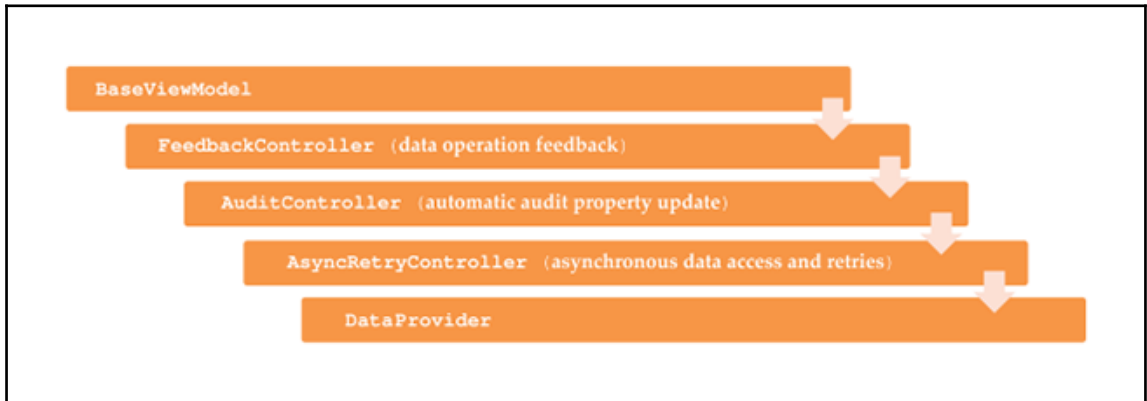 BaseViewModel
FeedbackController (data operation feedback)
AuditController (automatic audit property update)
AsyncRetryController (asynchronous data access and retries)
DataProvider